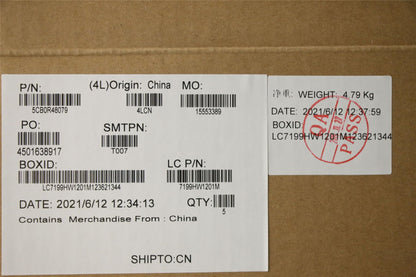 P/N:
(4L)Origin: China
MO:
5CB0R48079
4LCN
15553389
PO:
SMTPN:
4501638917
T007
BOXID:
LC P/N:
LC7199HW1201M123621344
7199HW1201M
DATE: 2021/6/12 12:34:13
QTY:
5
Contains Merchandise From : China
SHIPTO:CN
净重: WEIGHT: 4.79 Kg
DATE: 2021/6/12 12:37:59
BOXID:
LC7199HW1201M123621344
QA
PASS